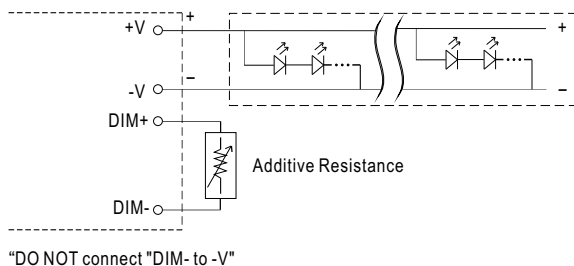 +V
+
+
-V
−
−
DIM+
Additive Resistance
DIM-
“DO NOT connect "DIM- to -V"